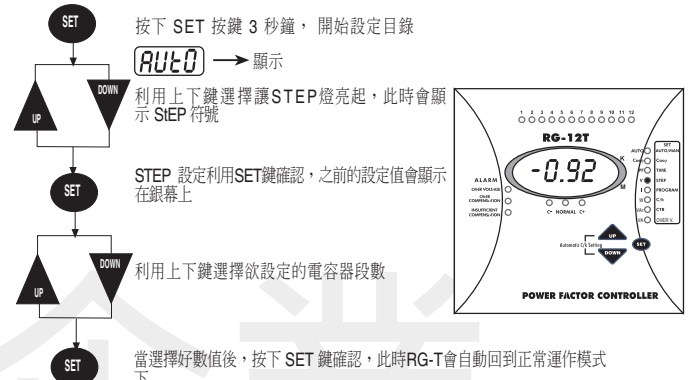 SET
按下 SET 按鍵 3 秒鐘， 開始設定目錄
AUtO
顯示
UP
DOWN
利用上下鍵選擇讓STEP燈亮起，此時會顯
示 StEP 符號
SET
STEP 設定利用SET鍵確認，之前的設定值會顯示
在銀幕上
UP
DOWN
利用上下鍵選擇欲設定的電容器段數
SET
當選擇好數值後，按下 SET 鍵確認，此時RG-T會自動回到正常運作模式
下
1 2 3 4 5 6 7 8 9 10 11 12
RG-12T
-0.92
K
M
ALARM
OVER VOLTAGE
OVER
COMPENSATION
INSUFFICIENT
COMPENSATION
C- NORMAL C+
SET
AUTO AUTO/MAN
Cosφ Cosφ
PF TIME
V STEP
I PROGRAM
W C/k
VAr CTR
VA OVER V.
Automatic C/k Setting
UP
DOWN
SET
POWER FACTOR CONTROLLER
企業